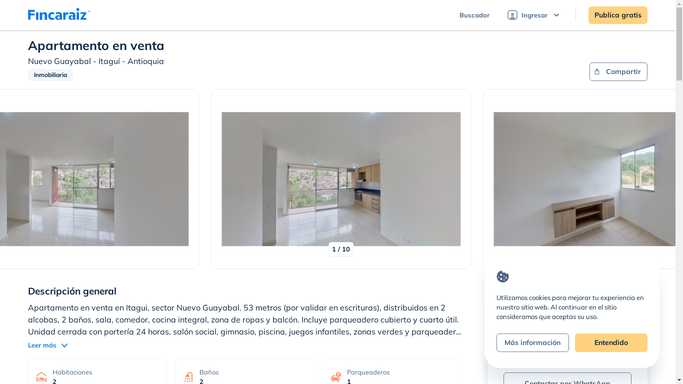 Fincaraiz
Buscador
Ingresar
Publica gratis
Apartamento en venta
Nuevo Guayabal - Itaguí - Antioquia
Inmobiliaria
Compartir
1 / 10
Descripción general
Apartamento en venta en Itagui, sector Nuevo Guayabal, 53 metros (por validar en escrituras), distribuidos en 2
alcobas, 2 baños, sala, comedor, cocina integral, zona de ropas y balcón. Incluye parqueadero cubierto y cuarto útil.
Unidad cerrada con portería 24 horas, salón social, gimnasio, piscina, juegos infantiles, zonas verdes y parqueader...
Leer más
Habitaciones
2
Baños
2
Parqueaderos
1
Utilizamos cookies para mejorar tu experiencia en
nuestro sitio web. Al continuar en el sitio
consideramos que aceptas su uso.
Más información
Entendido
Contactar por WhatsApp